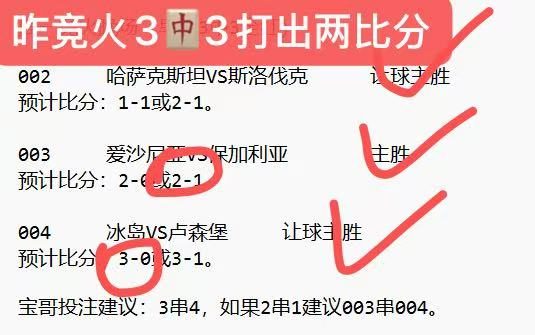 昨竞火3🀄3打出两比分
002 哈萨克斯坦VS斯洛伐克 让球主胜
预计比分：1-1或2-1。
003 爱沙尼亚VS保加利亚 主胜
预计比分：2-0或2-1
004 冰岛VS卢森堡 让球主胜
预计比分：3-0或3-1。
宝哥投注建议：3串4，如果2串1建议003串004。